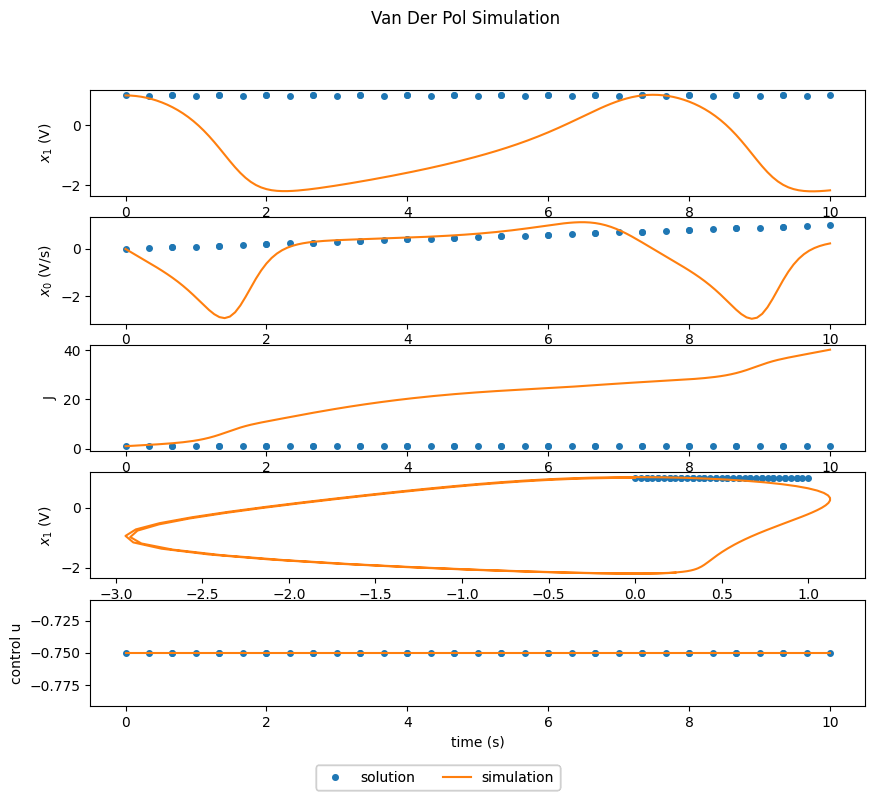 Van Der Pol Simulation
x₁ (V)
0
−2
0 2 4 6 8 10
x₀ (V/s)
0
−2
0 2 4 6 8 10
J
40
20
0
0 2 4 6 8 10
x₁ (V)
0
−2
−3.0 −2.5 −2.0 −1.5 −1.0 −0.5 0.0 0.5 1.0
control u
−0.725
−0.750
−0.775
0 2 4 6 8 10
time (s)
solution simulation